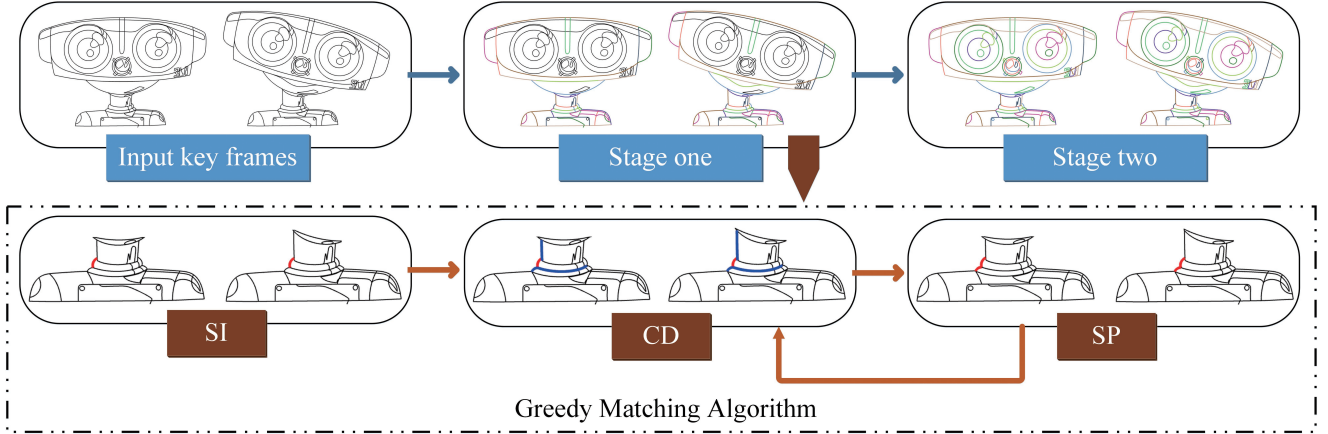 Input key frames
Stage one
Stage two
SI
CD
SP
Greedy Matching Algorithm